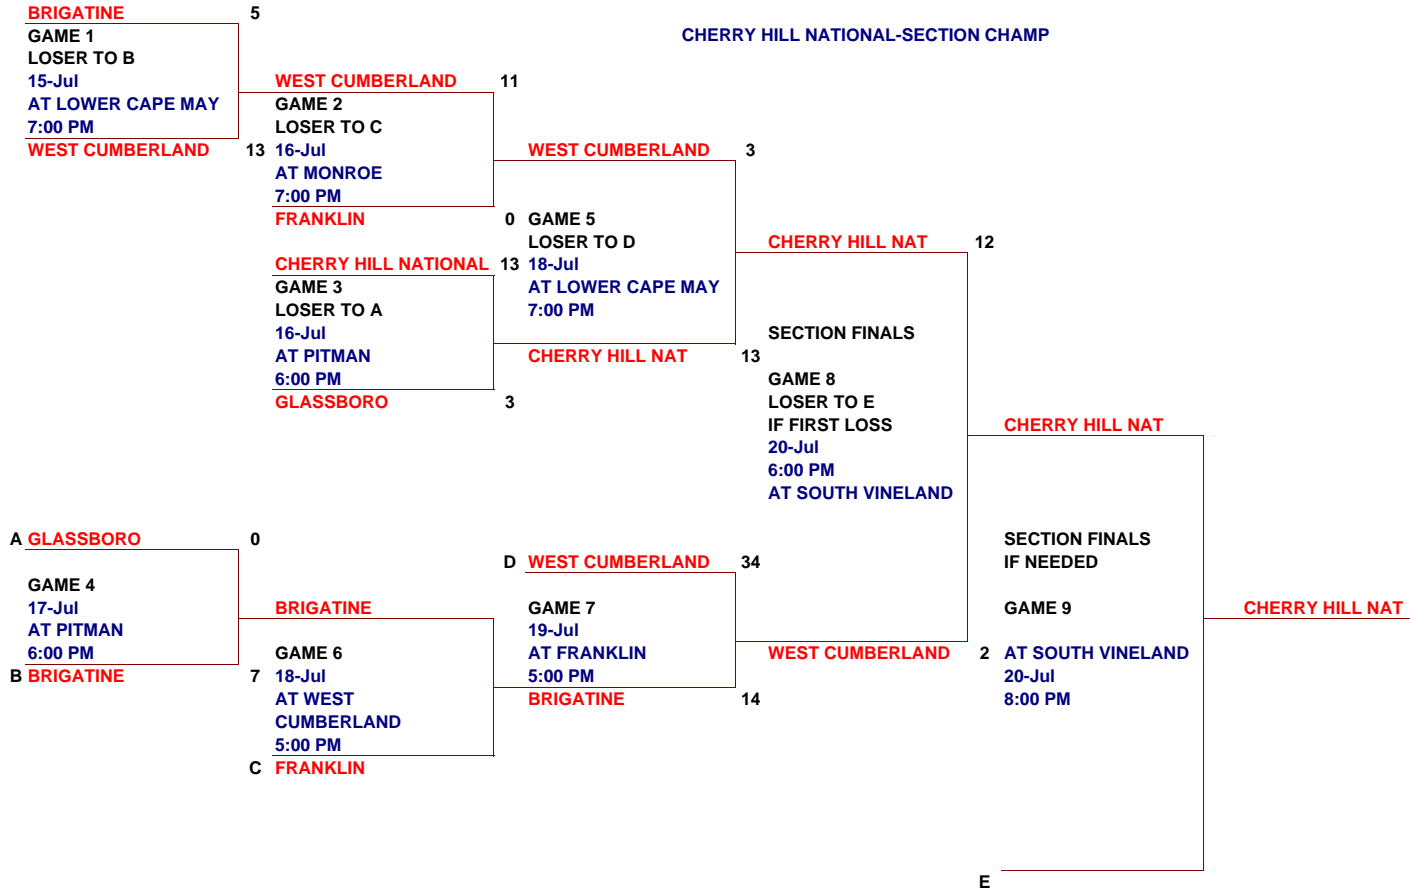 BRIGATINE 5
GAME 1
LOSER TO B
15-Jul
AT LOWER CAPE MAY
7:00 PM
WEST CUMBERLAND 13
CHERRY HILL NATIONAL-SECTION CHAMP
WEST CUMBERLAND 11
GAME 2
LOSER TO C
16-Jul
AT MONROE
7:00 PM
FRANKLIN 0
CHERRY HILL NATIONAL 13
GAME 3
LOSER TO A
16-Jul
AT PITMAN
6:00 PM
GLASSBORO 3
WEST CUMBERLAND 3
GAME 5
LOSER TO D
18-Jul
AT LOWER CAPE MAY
7:00 PM
CHERRY HILL NAT 13
CHERRY HILL NAT 12
SECTION FINALS
GAME 8
LOSER TO E
IF FIRST LOSS
20-Jul
6:00 PM
AT SOUTH VINELAND
WEST CUMBERLAND 2
A GLASSBORO 0
GAME 4
17-Jul
AT PITMAN
6:00 PM
B BRIGATINE 7
BRIGATINE
GAME 6
18-Jul
AT WEST
CUMBERLAND
5:00 PM
C FRANKLIN
D WEST CUMBERLAND 34
GAME 7
19-Jul
AT FRANKLIN
5:00 PM
BRIGATINE 14
CHERRY HILL NAT
SECTION FINALS
IF NEEDED
GAME 9
AT SOUTH VINELAND
20-Jul
8:00 PM
E
CHERRY HILL NAT